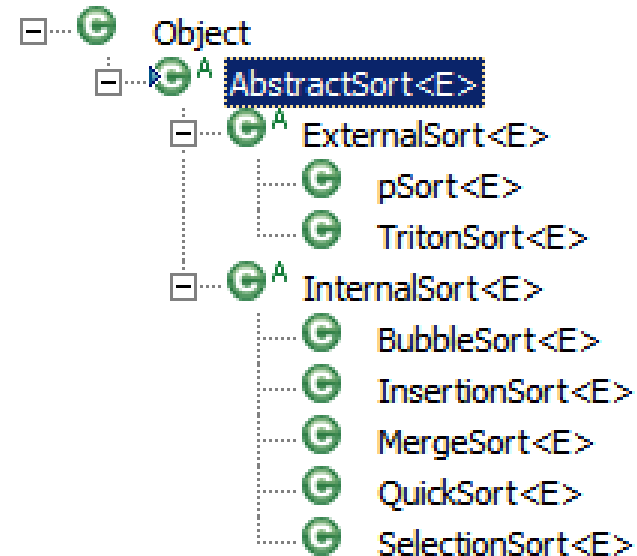 C Object
C A AbstractSort<E>
C A ExternalSort<E>
C pSort<E>
C TritonSort<E>
C A InternalSort<E>
C BubbleSort<E>
C InsertionSort<E>
C MergeSort<E>
C QuickSort<E>
C SelectionSort<E>